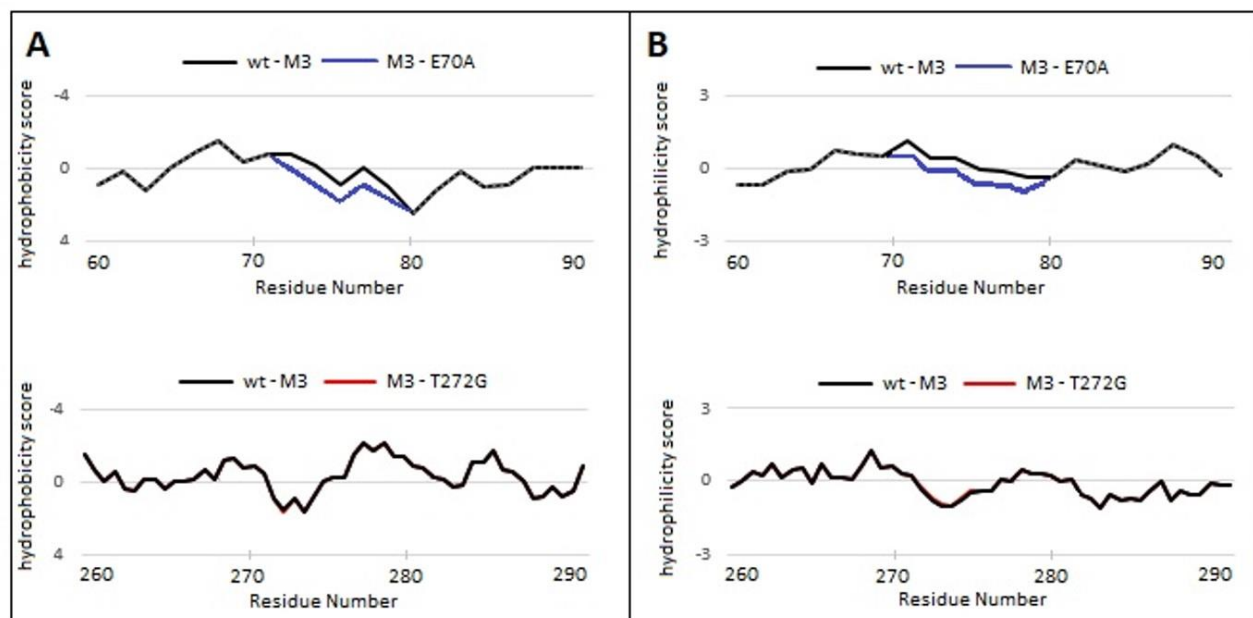 A
wt - M3 M3 - E70A
hydrophobicity score
-4
0
4
60 70 80 90
Residue Number
wt - M3 M3 - T272G
hydrophobicity score
-4
0
4
260 270 280 290
Residue Number
B
wt - M3 M3 - E70A
hydrophilicity score
3
0
-3
60 70 80 90
Residue Number
wt - M3 M3 - T272G
hydrophilicity score
3
0
-3
260 270 280 290
Residue Number